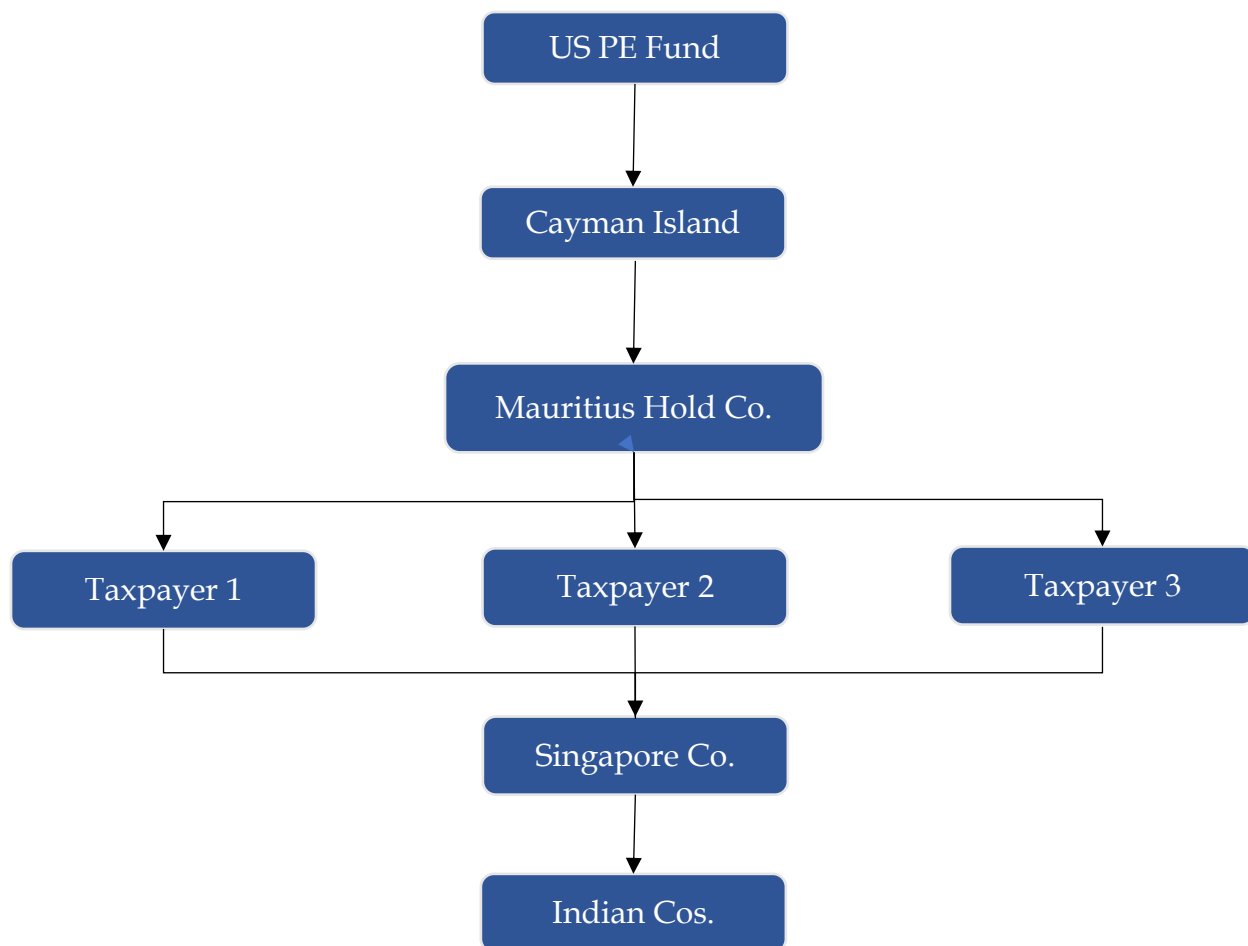 US PE Fund
Cayman Island
Mauritius Hold Co.
Taxpayer 1
Taxpayer 2
Taxpayer 3
Singapore Co.
Indian Cos.